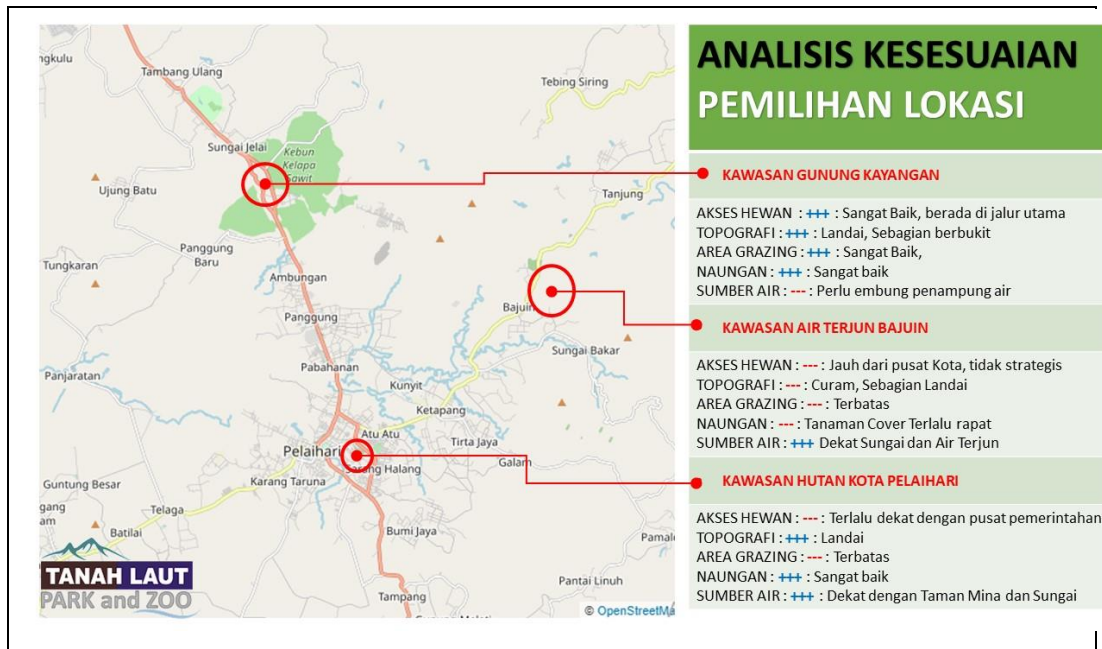 ANALISIS KESESUAIAN
PEMILIHAN LOKASI
KAWASAN GUNUNG KAYANGAN
AKSES HEWAN : +++ : Sangat Baik, berada di jalur utama
TOPOGRAFI : +++ : Landai, Sebagian berbukit
AREA GRAZING : +++ : Sangat Baik,
NAUNGAN : +++ : Sangat baik
SUMBER AIR : --- : Perlu embung penampung air
KAWASAN AIR TERJUN BAJUIN
AKSES HEWAN : --- : Jauh dari pusat Kota, tidak strategis
TOPOGRAFI : --- : Curam, Sebagian Landai
AREA GRAZING : --- : Terbatas
NAUNGAN : --- : Tanaman Cover Terlalu rapat
SUMBER AIR : +++ Dekat Sungai dan Air Terjun
KAWASAN HUTAN KOTA PELAIHARI
AKSES HEWAN : --- : Terlalu dekat dengan pusat pemerintahan
TOPOGRAFI : +++ : Landai
AREA GRAZING : --- : Terbatas
NAUNGAN : +++ : Sangat baik
SUMBER AIR : +++ : Dekat dengan Taman Mina dan Sungai
ngkulu
Tambang Ulang
Tebing Siring
Sungai Jelai
Kebun
Kelapa
Sawit
Ujung Batu
Tanjung
Panggung
Baru
Tungkaran
Ambungan
Bajuin
Panggung
Sungai Bakar
Pabahanan
Panjaratan
Kunyit
Ketapang
Atu Atu
Tirta Jaya
Pelaihari
Sarang Halang
Galam
Karang Taruna
Guntung Besar
Telaga
gang
am
Batilai
Bumi Jaya
Pamal
Pantai Linuh
Tampang
TANAH LAUT
PARK and ZOO
© OpenStreetMa